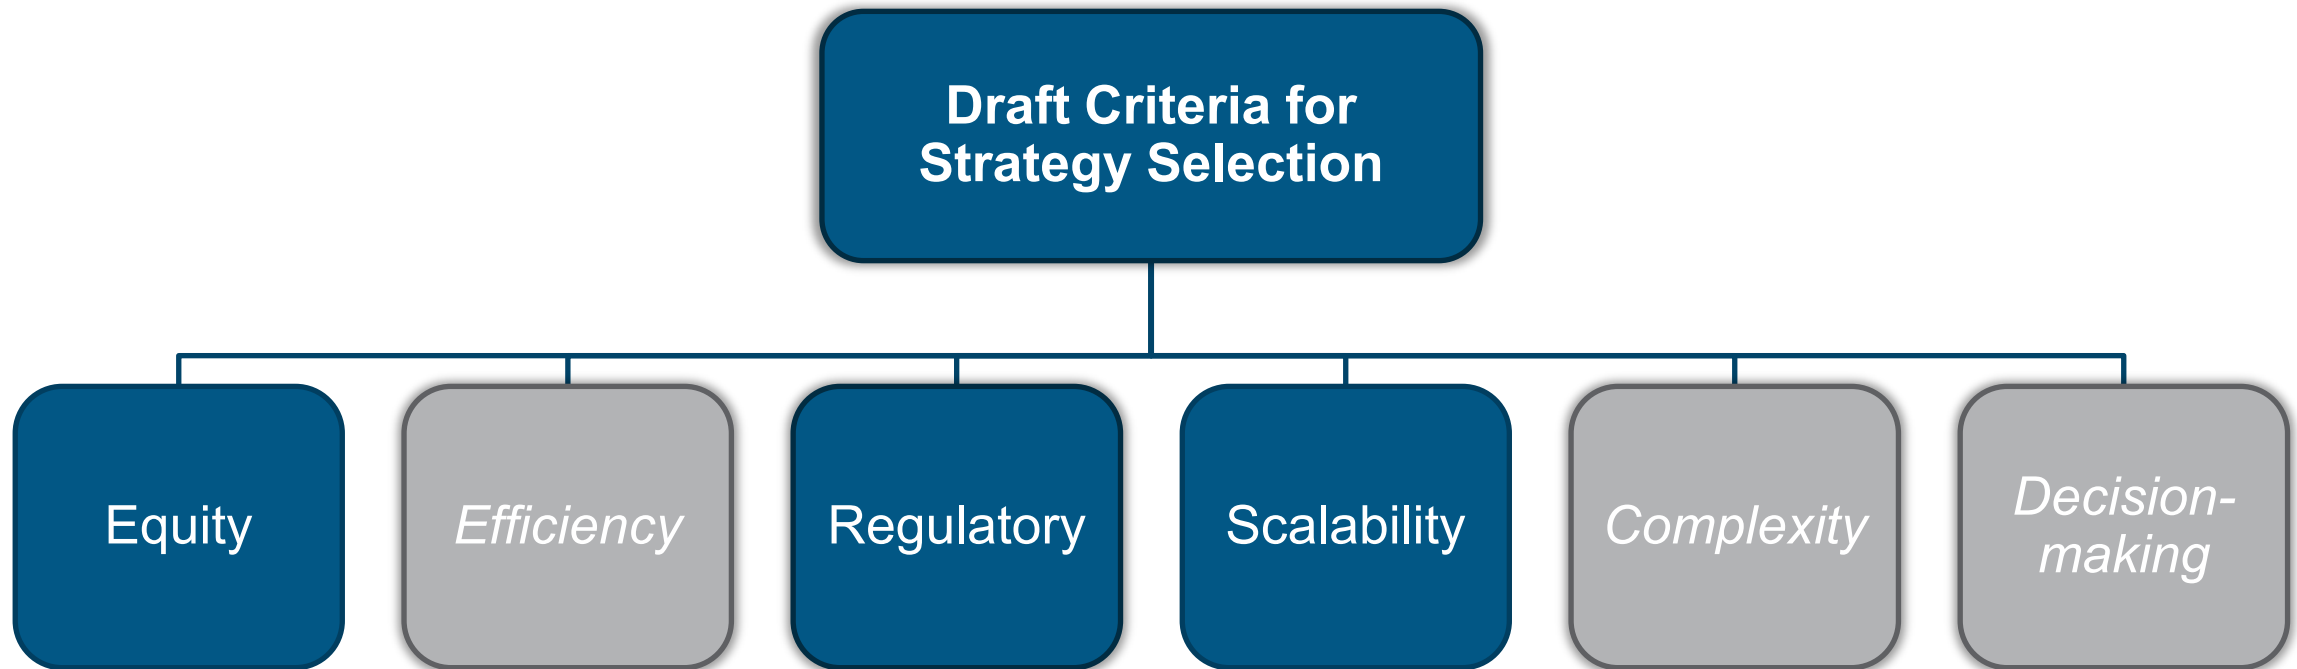 Draft Criteria for
Strategy Selection
Equity
Efficiency
Regulatory
Scalability
Complexity
Decision-
making